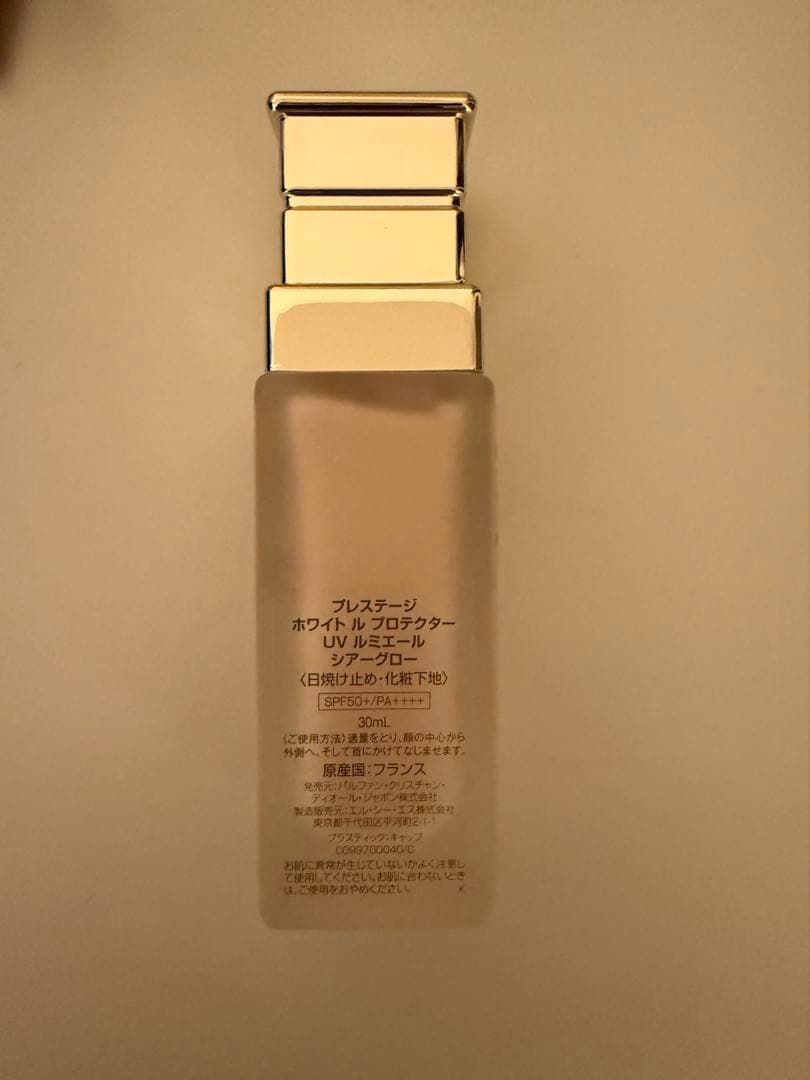 プレステージ
ホワイト ル プロテクター
UV ルミエール
シアーグロー
〈日焼け止め・化粧下地〉
SPF50+/PA++++
30mL
〈ご使用方法〉適量をとり、顔の中心から
外側へ、そして首にかけてなじませます。
原産国：フランス
発売元：パルファン・クリスチャン・
ディオール・ジャポン株式会社
製造販売元：エル・シー・エス株式会社
東京都千代田区平河町2-1-1
プラスティック：キャップ
C099700040/C
お肌に異常が生じていないかよく注意し
て使用してください。お肌に合わないとき
は、ご使用をおやめください。 K